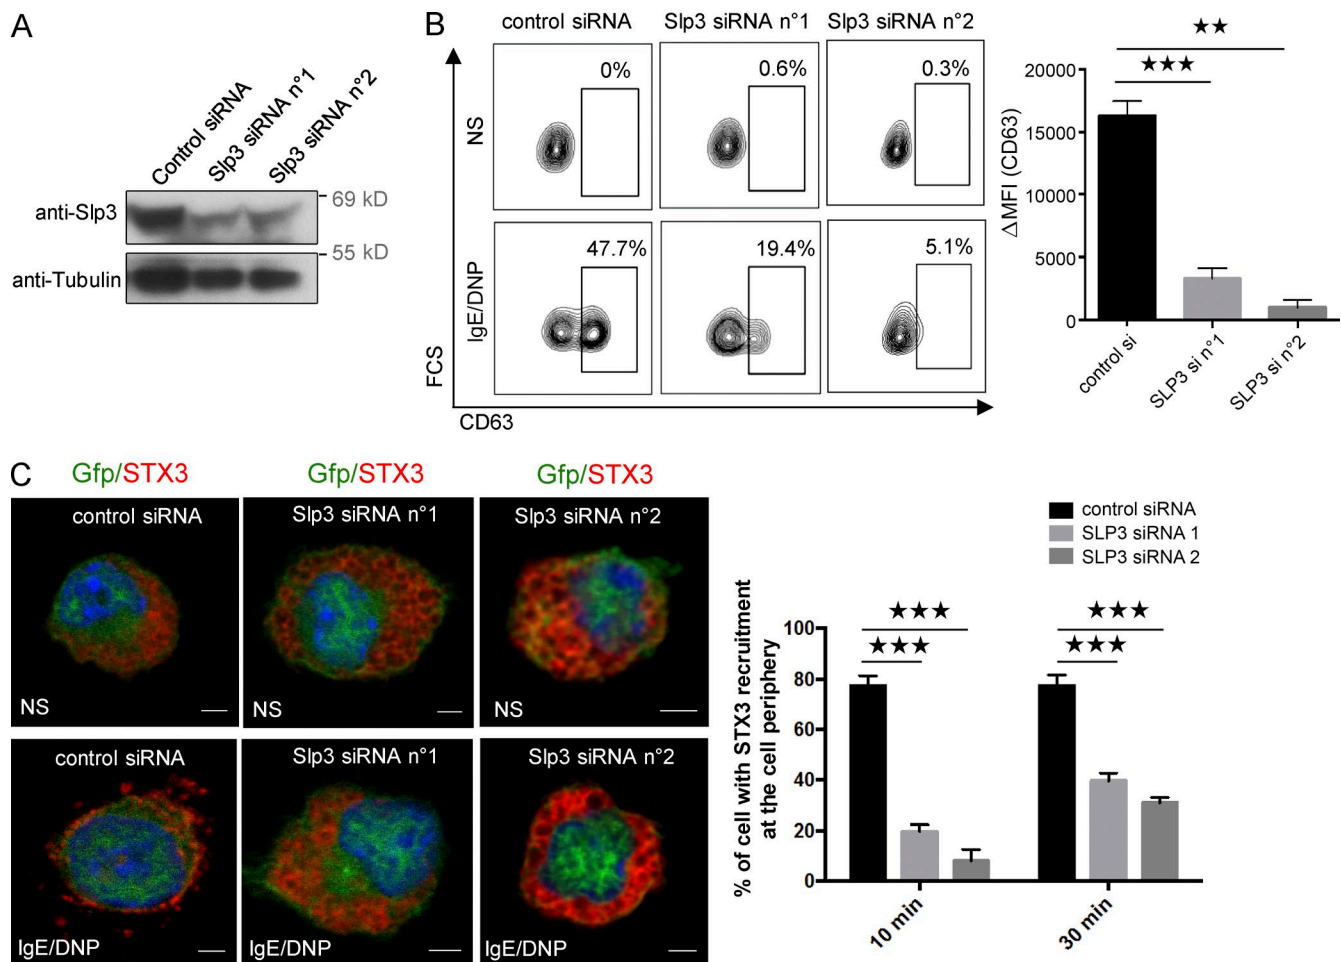 A
Control siRNA
Slp3 siRNA n°1
Slp3 siRNA n°2
anti-Slp3
69 kD
55 kD
anti-Tubulin
B
control siRNA
Slp3 siRNA n°1
Slp3 siRNA n°2
NS
0%
0.6%
0.3%
IgE/DNP
47.7%
19.4%
5.1%
FCS
CD63
★★
★★★
△MFI (CD63)
20000
15000
10000
5000
0
control si
SLP3 si n°1
SLP3 si n°2
C
Gfp/STX3
Gfp/STX3
Gfp/STX3
control siRNA
Slp3 siRNA n°1
Slp3 siRNA n°2
NS
NS
NS
control siRNA
Slp3 siRNA n°1
Slp3 siRNA n°2
IgE/DNP
IgE/DNP
IgE/DNP
control siRNA
SLP3 siRNA 1
SLP3 siRNA 2
% of cell with STX3 recruitment
at the cell periphery
★★★
★★★
★★★
★★★
100
80
60
40
20
0
10 min
30 min